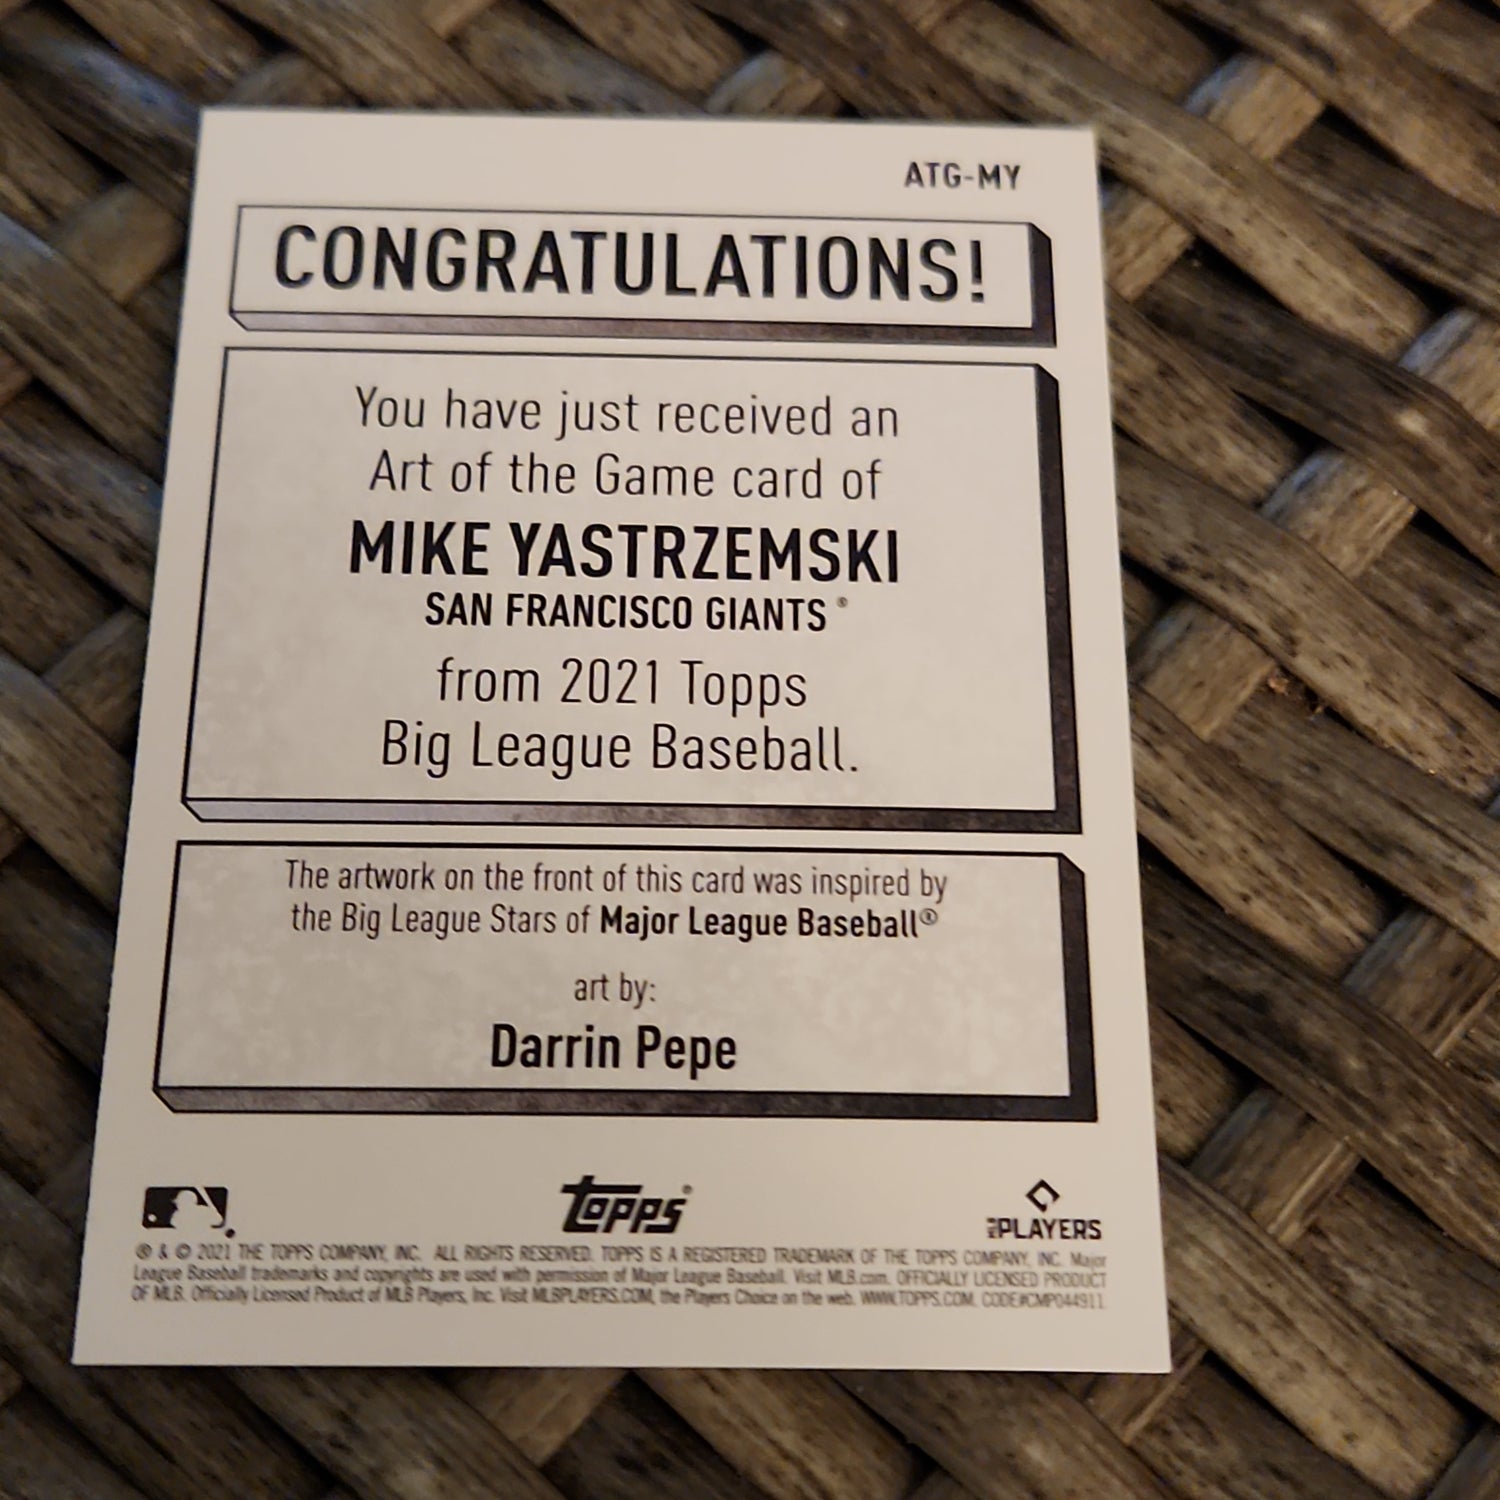 ATG-MY
CONGRATULATIONS!
You have just received an
Art of the Game card of
MIKE YASTRZEMSKI
SAN FRANCISCO GIANTS®
from 2021 Topps
Big League Baseball.
The artwork on the front of this card was inspired by
the Big League Stars of Major League Baseball®
art by:
Darrin Pepe
topps®
MLB PLAYERS
® & © 2021 THE TOPPS COMPANY, INC. ALL RIGHTS RESERVED. TOPPS IS A REGISTERED TRADEMARK OF THE TOPPS COMPANY, INC. Major
League Baseball trademarks and copyrights are used with permission of Major League Baseball. Visit MLB.com. OFFICIALLY LICENSED PRODUCT
OF MLB. Officially Licensed Product of MLB Players, Inc. Visit MLBPLAYERS.COM, the Players Choice on the web. WWW.TOPPS.COM. CODE#CMP044911